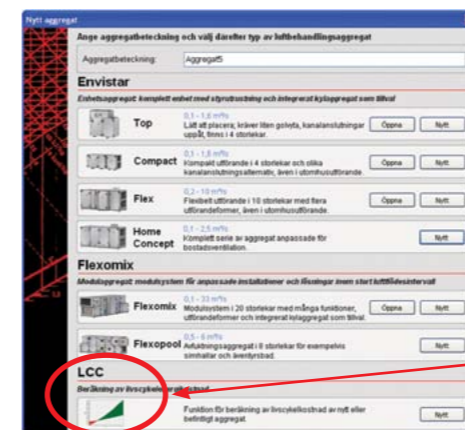 Nytt aggregat
Ange aggregatbeteckning och välj därefter typ av luftbehandlingsaggregat
Aggregatbeteckning: Aggregat5
Envistar
Enhetsaggregat: komplett enhet med styrutrustning och integrerat kylaggregat som tillval
Top
0,1 - 1,6 m³/s
Lätt att placera; kräver liten golvyta, kanalanslutningar uppåt, finns i 4 storlekar.
Öppna Nytt
Compact
0,1 - 1,8 m³/s
Kompakt utförande i 4 storlekar och olika kanalanslutningsalternativ, även i utomhusutförande.
Öppna Nytt
Flex
0,2 - 10 m³/s
Flexibelt utförande i 10 storlekar med flera utförandeformer, även i utomhusutförande.
Öppna Nytt
Home Concept
0,1 - 2,5 m³/s
Komplett serie av aggregat anpassade för bostadsventilation.
Nytt
Flexomix
Modulaggregat: modulsystem för anpassade installationer och lösningar inom stort luftflödesintervall
Flexomix
0,1 - 33 m³/s
Modulsystem i 20 storlekar med många funktioner, utförandeformer och integrerat kylaggregat som tillval.
Öppna Nytt
Flexopool
0,5 - 6 m³/s
Avfuktningsaggregat i 8 storlekar för exempelvis simhallar och äventyrsbad.
Nytt
LCC
Beräkning av livscykelenergikostnad
Funktion för beräkning av livscykelkostnad av nytt eller befintligt aggregat
Nytt